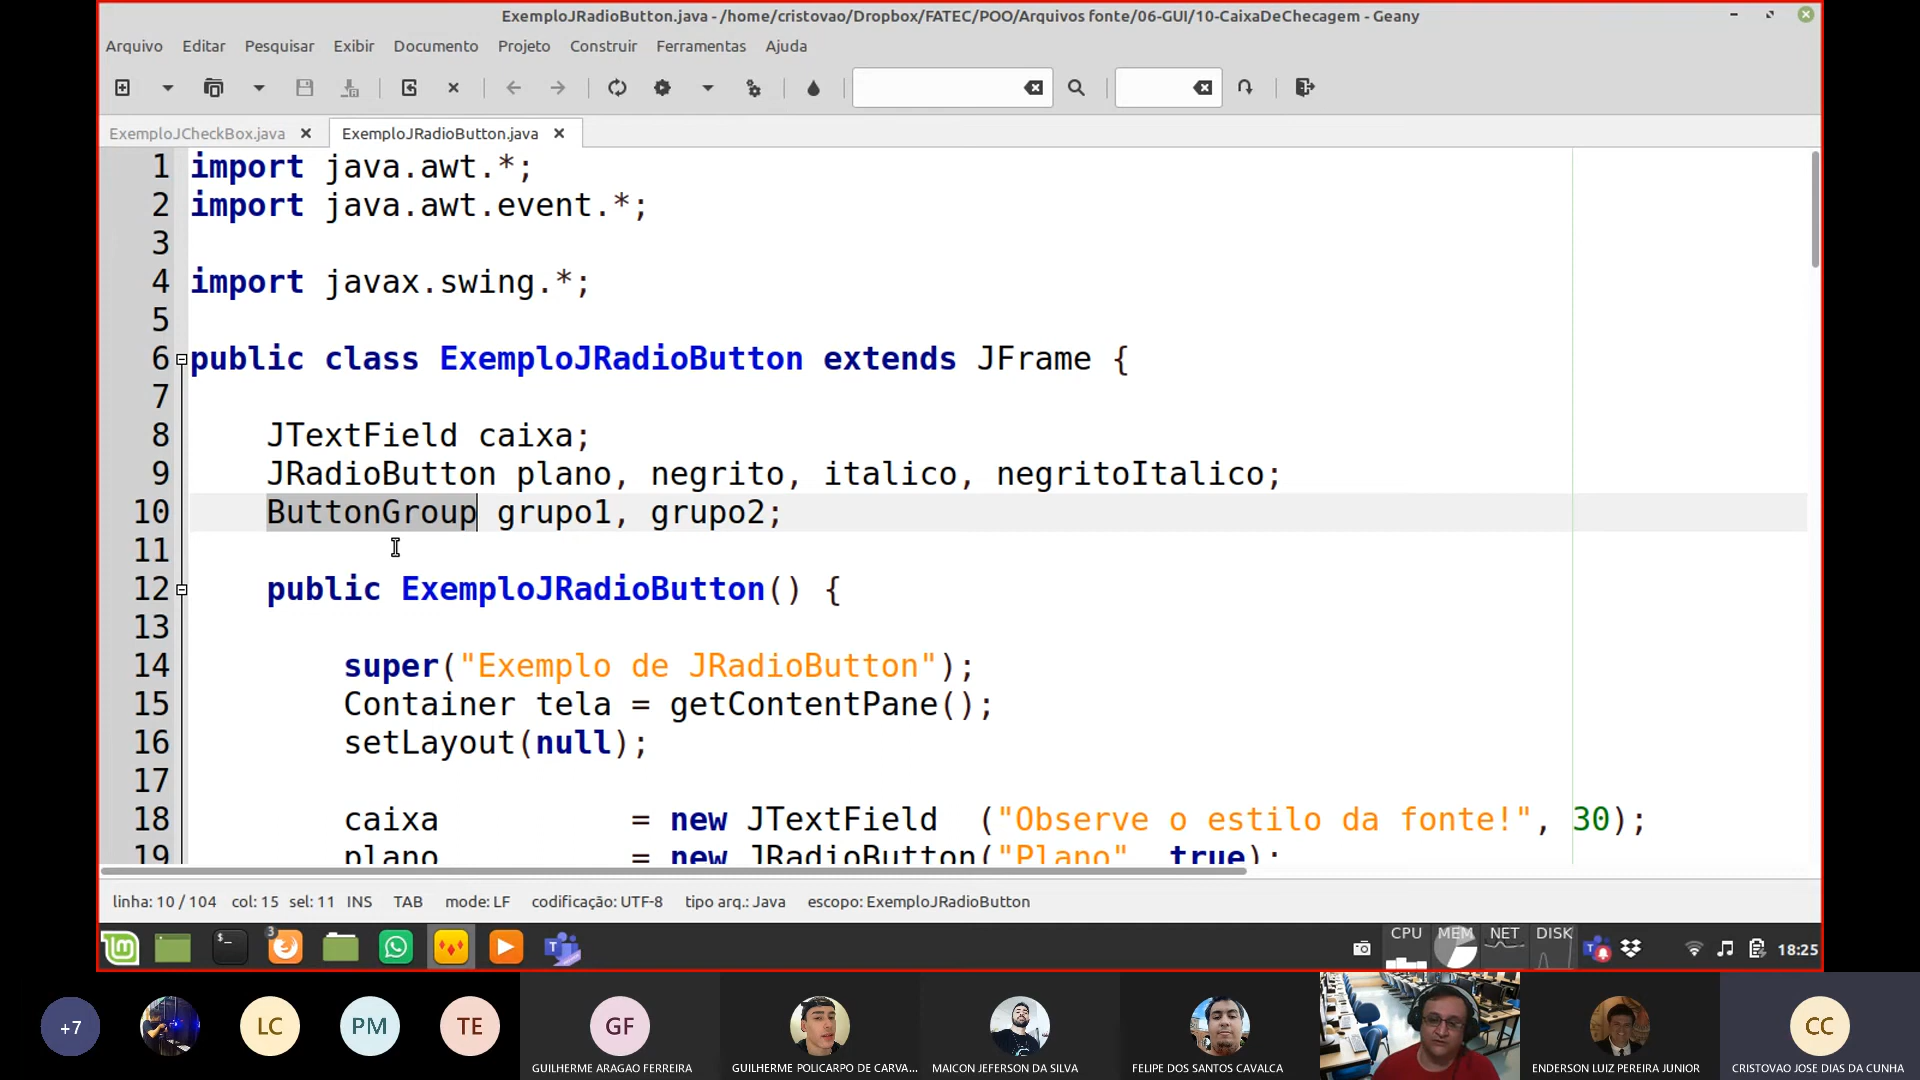 ExemploJRadioButton.java - /home/cristovao/Dropbox/FATEC/POO/Arquivos fonte/06-GUI/10-CaixaDeChecagem - Geany
Arquivo Editar Pesquisar Exibir Documento Projeto Construir Ferramentas Ajuda
ExemploJCheckBox.java ExemploJRadioButton.java
1 import java.awt.*;
2 import java.awt.event.*;
3
4 import javax.swing.*;
5
6 public class ExemploJRadioButton extends JFrame {
7
8 JTextField caixa;
9 JRadioButton plano, negrito, italico, negritoItalico;
10 ButtonGroup grupo1, grupo2;
11
12 public ExemploJRadioButton() {
13
14 super("Exemplo de JRadioButton");
15 Container tela = getContentPane();
16 setLayout(null);
17
18 caixa = new JTextField ("Observe o estilo da fonte!", 30);
19 plano = new JRadioButton("Plano", true);
linha: 10 / 104 col: 15 sel: 11 INS TAB mode: LF codificação: UTF-8 tipo arq.: Java escopo: ExemploJRadioButton
3 CPU MEM NET DISK 18:25
+7 LC PM TE GF CC
GUILHERME ARAGAO FERREIRA GUILHERME POLICARPO DE CARVA... MAICON JEFERSON DA SILVA FELIPE DOS SANTOS CAVALCA ENDERSON LUIZ PEREIRA JUNIOR CRISTOVAO JOSE DIAS DA CUNHA